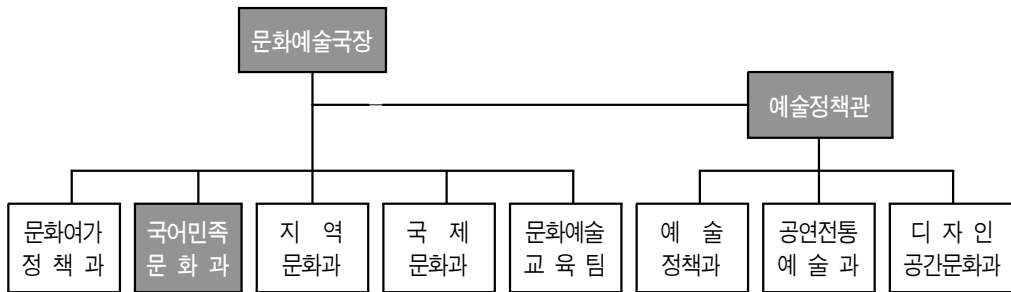 문화예술국장
예술정책관
문화여가
정 책 과
국어민족
문 화 과
지 역
문화과
국 제
문화과
문화예술
교 육 팀
예 술
정책과
공연전통
예 술 과
디 자 인
공간문화과